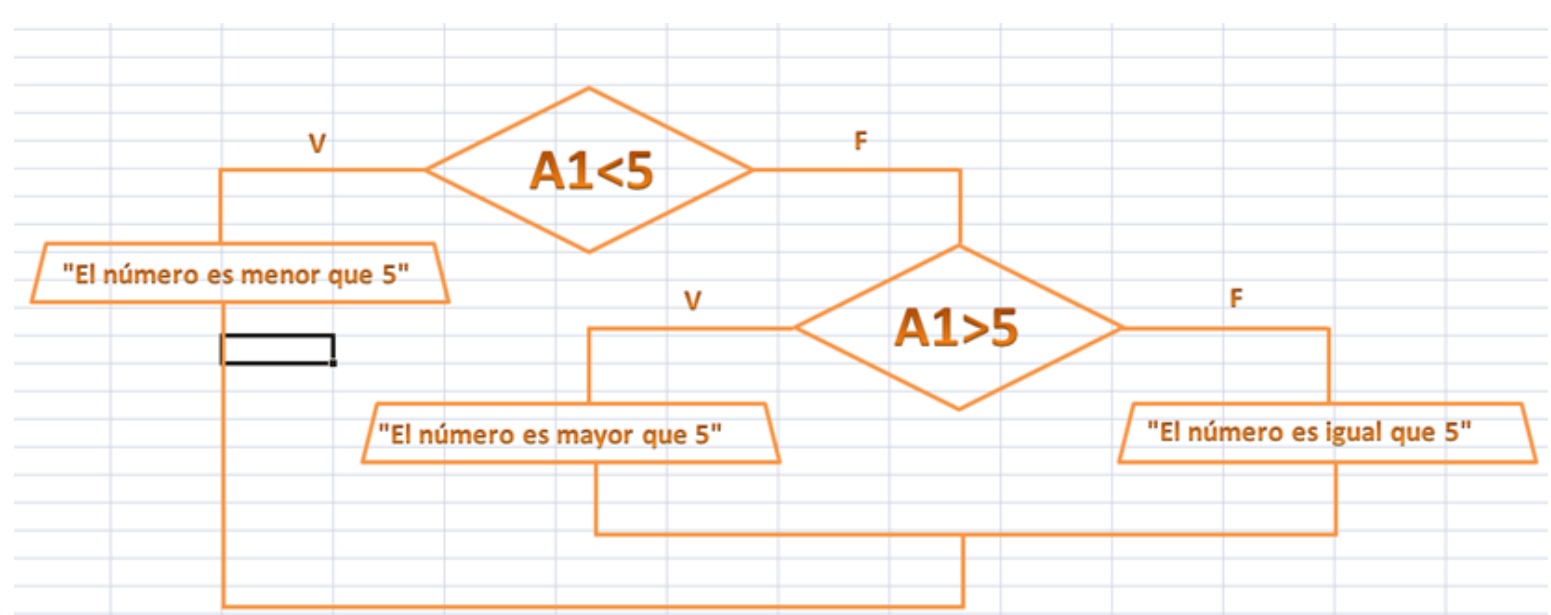 V
F
A1<5
"El número es menor que 5"
V
F
A1>5
"El número es mayor que 5"
"El número es igual que 5"